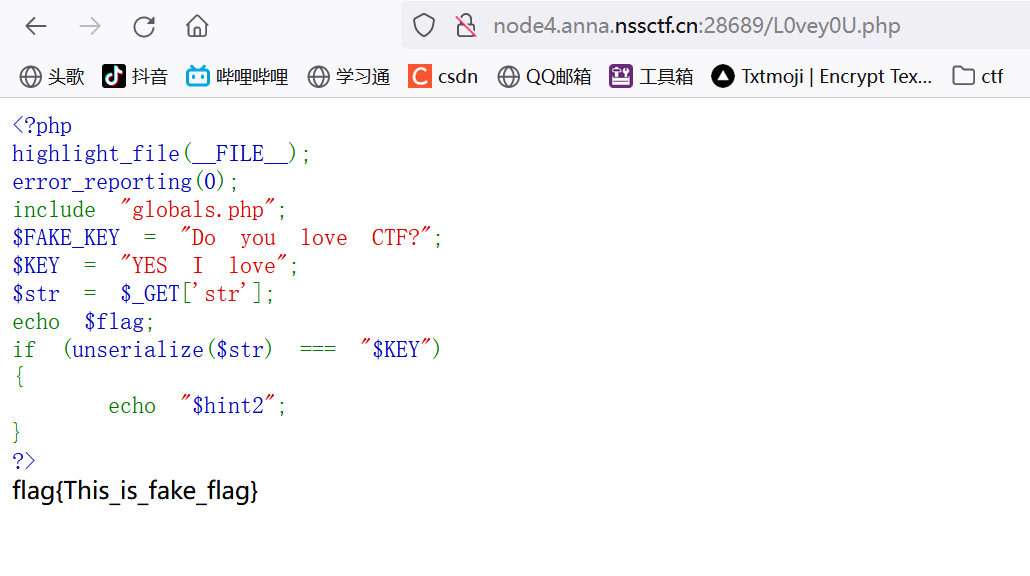 node4.anna.nssctf.cn:28689/L0vey0U.php
头歌 抖音 哔哩哔哩 学习通 csdn QQ邮箱 工具箱 Txtmoji | Encrypt Tex... ctf
<?php
highlight_file(__FILE__);
error_reporting(0);
include "globals.php";
$FAKE_KEY = "Do you love CTF?";
$KEY = "YES I love";
$str = $_GET['str'];
echo $flag;
if (unserialize($str) === "$KEY")
{
        echo "$hint2";
}
?>
flag{This_is_fake_flag}